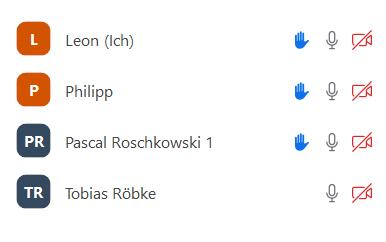 L Leon (Ich)
P Philipp
PR Pascal Roschkowski 1
TR Tobias Röbke